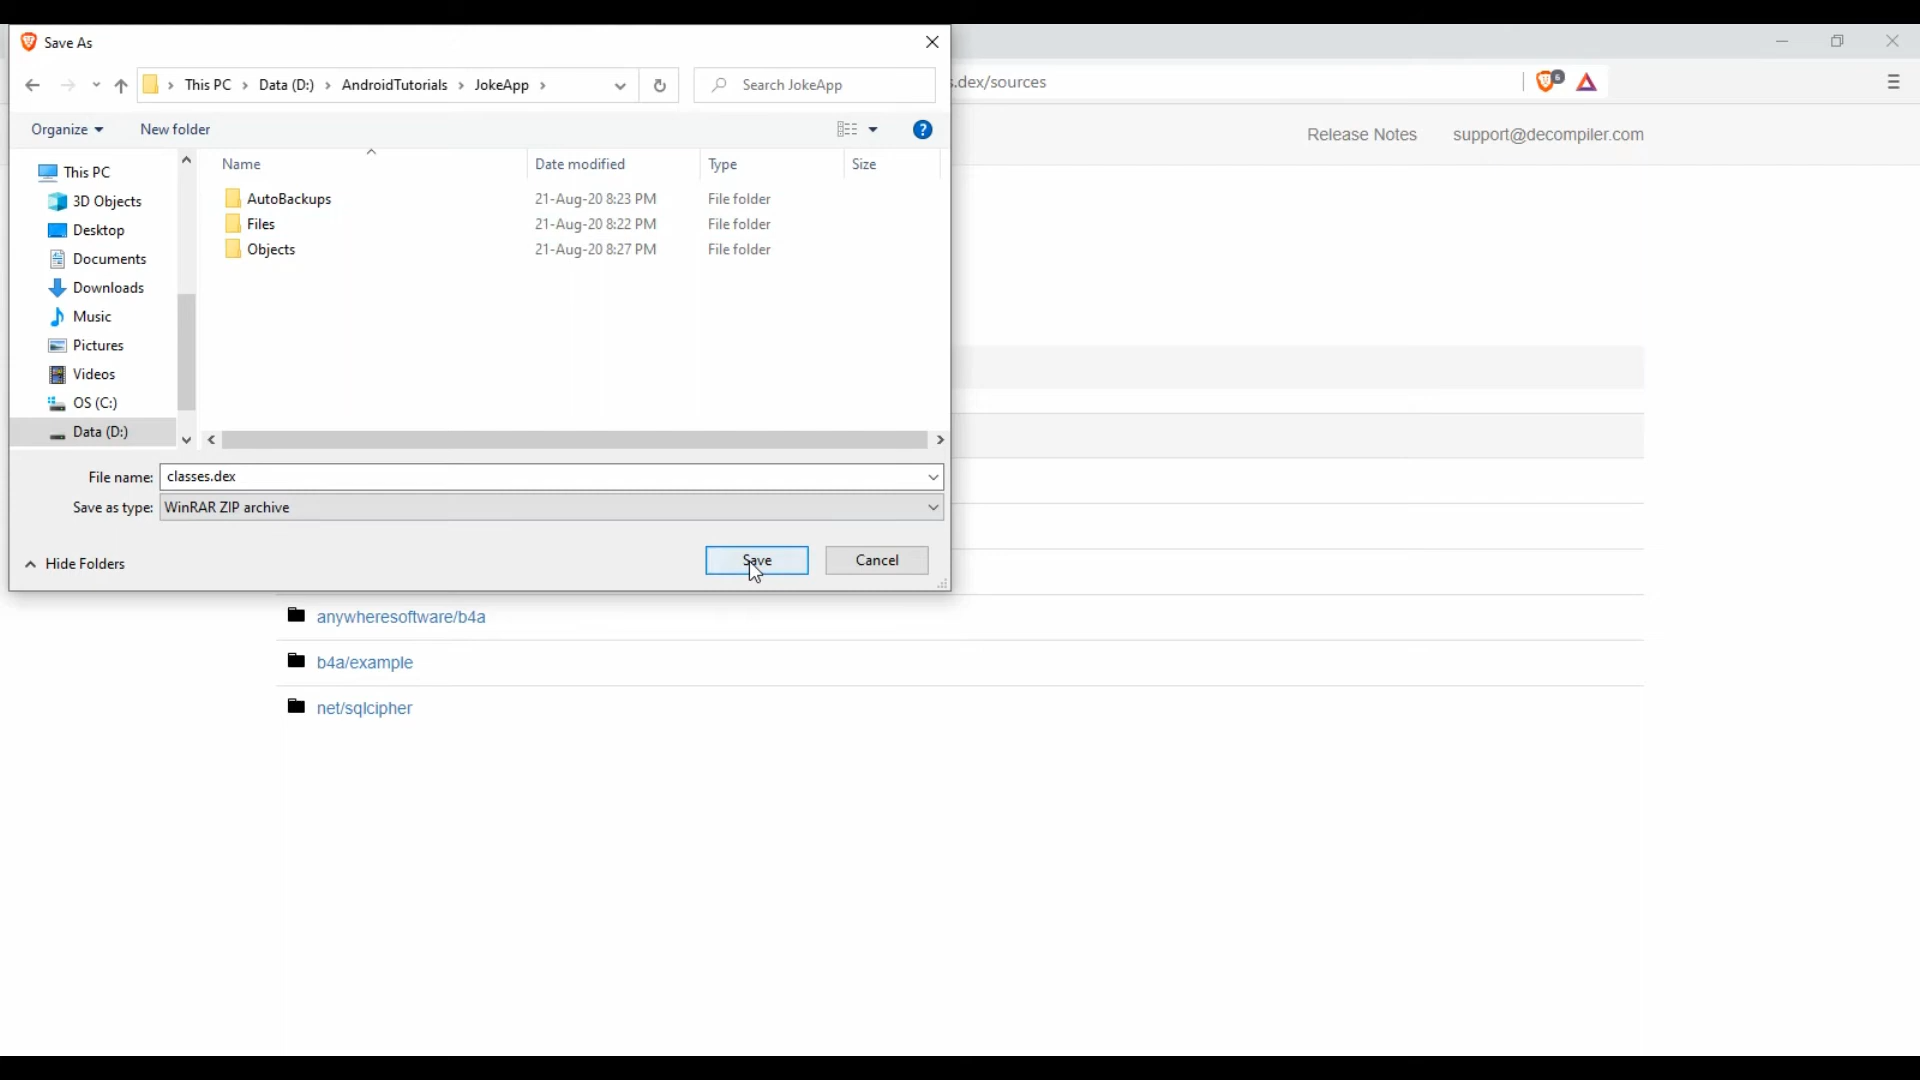 Save As
This PC
Data (D:)
AndroidTutorials
JokeApp
Search JokeApp
s.dex/sources
6
Organize
New folder
?
Release Notes
support@decompiler.com
Name
Date modified
Type
Size
This PC
3D Objects
Desktop
Documents
Downloads
Music
Pictures
Videos
OS (C:)
Data (D:)
AutoBackups 21-Aug-20 8:23 PM File folder
Files 21-Aug-20 8:22 PM File folder
Objects 21-Aug-20 8:27 PM File folder
File name: classes.dex
Save as type: WinRAR ZIP archive
Hide Folders
Save
Cancel
anywheresoftware/b4a
b4a/example
net/sqlcipher